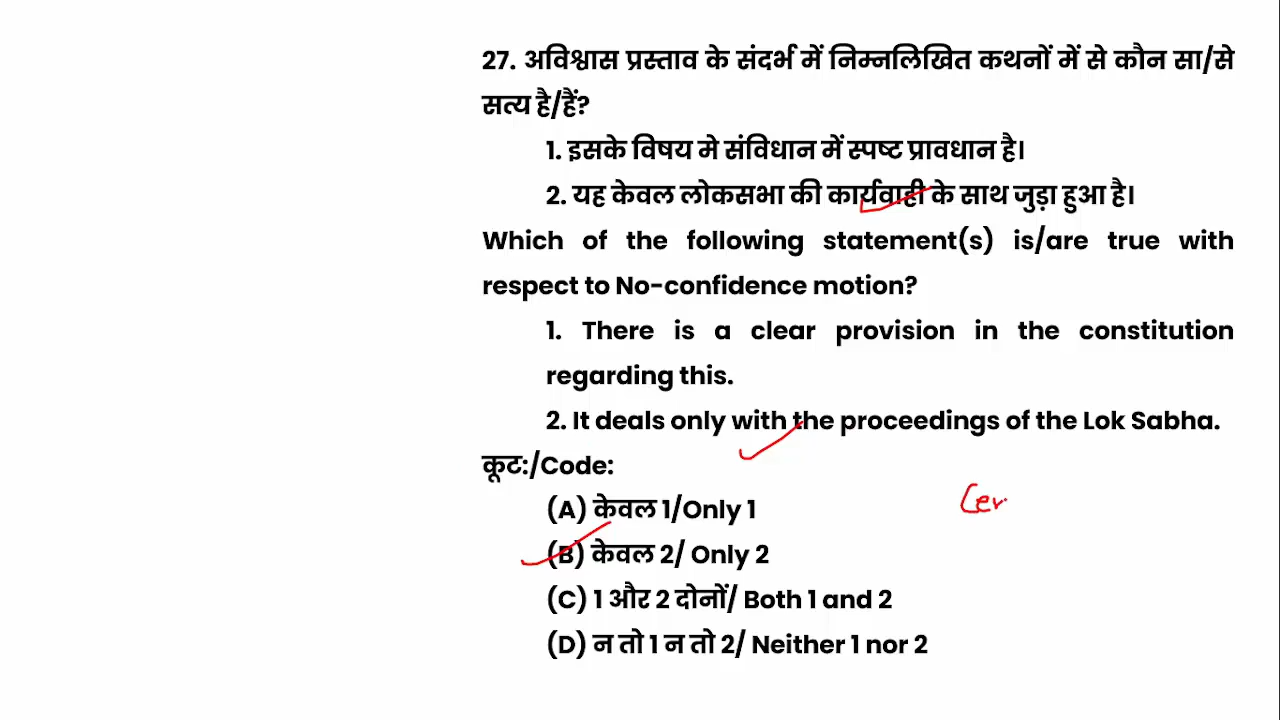 27. अविश्वास प्रस्ताव के संदर्भ में निम्नलिखित कथनों में से कौन सा/से
सत्य है/हैं?
1. इसके विषय मे संविधान में स्पष्ट प्रावधान है।
2. यह केवल लोकसभा की कार्यवाही के साथ जुड़ा हुआ है।
Which of the following statement(s) is/are true with
respect to No-confidence motion?
1. There is a clear provision in the constitution
regarding this.
2. It deals only with the proceedings of the Lok Sabha.
कूट:/Code:
(A) केवल 1/Only 1
(B) केवल 2/ Only 2
(C) 1 और 2 दोनों/ Both 1 and 2
(D) न तो 1 न तो 2/ Neither 1 nor 2